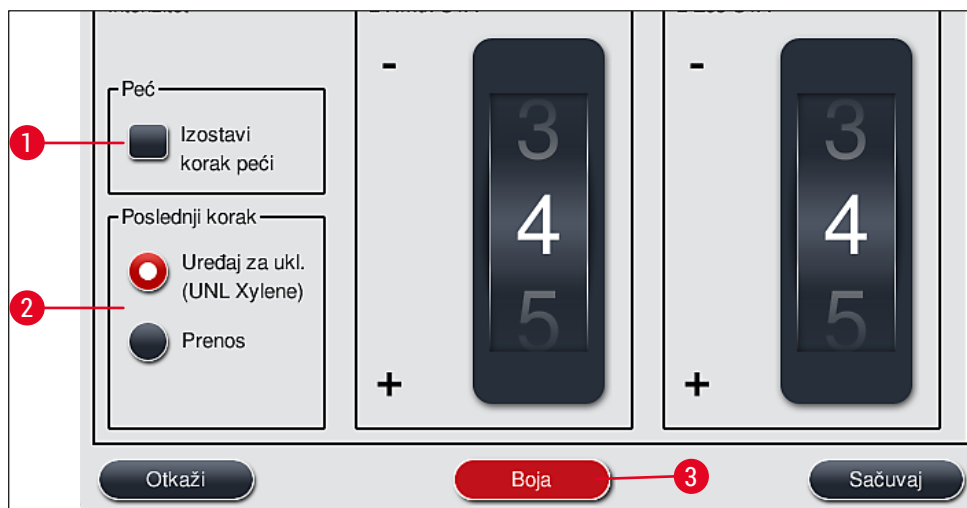 -
-
Peć
3
3
1
Izostavi
korak peći
4
4
Poslednji korak
Uređaj za ukl.
(UNL Xylene)
2
5
5
Prenos
+
+
Otkaži
Boja
3
Sačuvaj